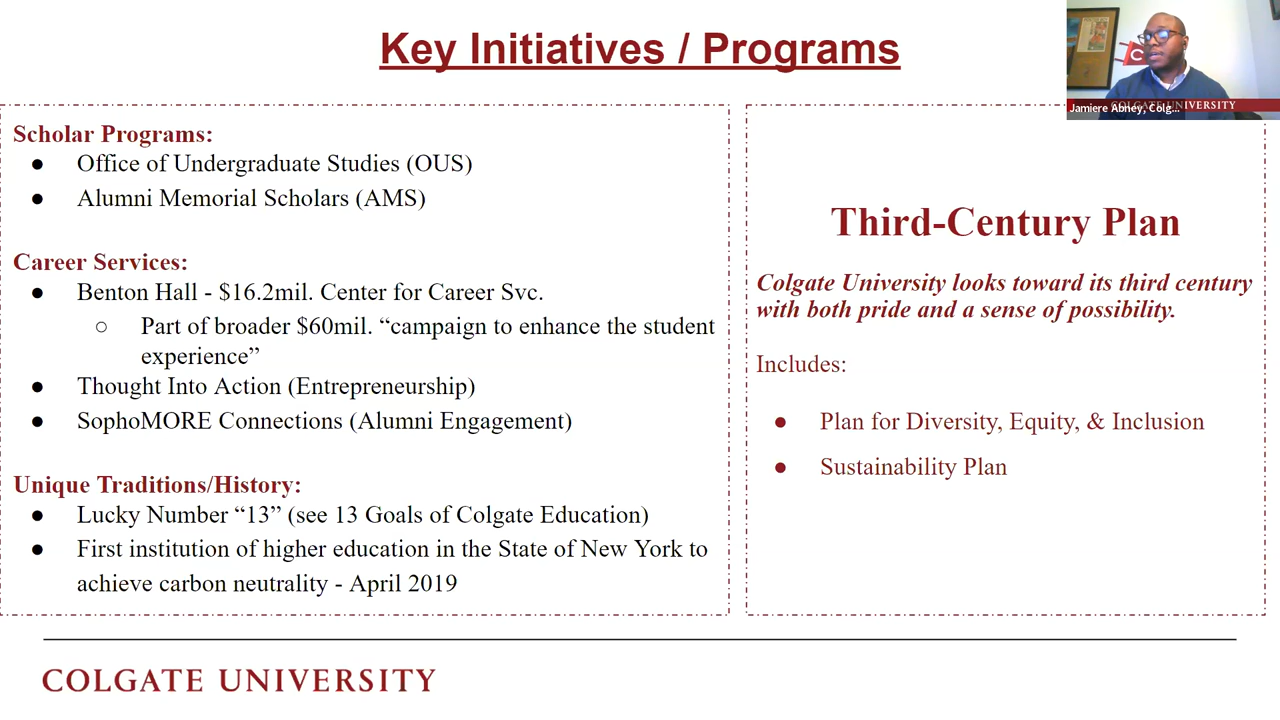 Key Initiatives / Programs
C
COLGATE UNIVERSITY
Jamiere Abney, Colg...
Scholar Programs:
● Office of Undergraduate Studies (OUS)
● Alumni Memorial Scholars (AMS)
Career Services:
● Benton Hall - $16.2mil. Center for Career Svc.
○ Part of broader $60mil. “campaign to enhance the student
experience”
● Thought Into Action (Entrepreneurship)
● SophoMORE Connections (Alumni Engagement)
Unique Traditions/History:
● Lucky Number “13” (see 13 Goals of Colgate Education)
● First institution of higher education in the State of New York to
achieve carbon neutrality - April 2019
Third-Century Plan
Colgate University looks toward its third century
with both pride and a sense of possibility.
Includes:
● Plan for Diversity, Equity, & Inclusion
● Sustainability Plan
COLGATE UNIVERSITY